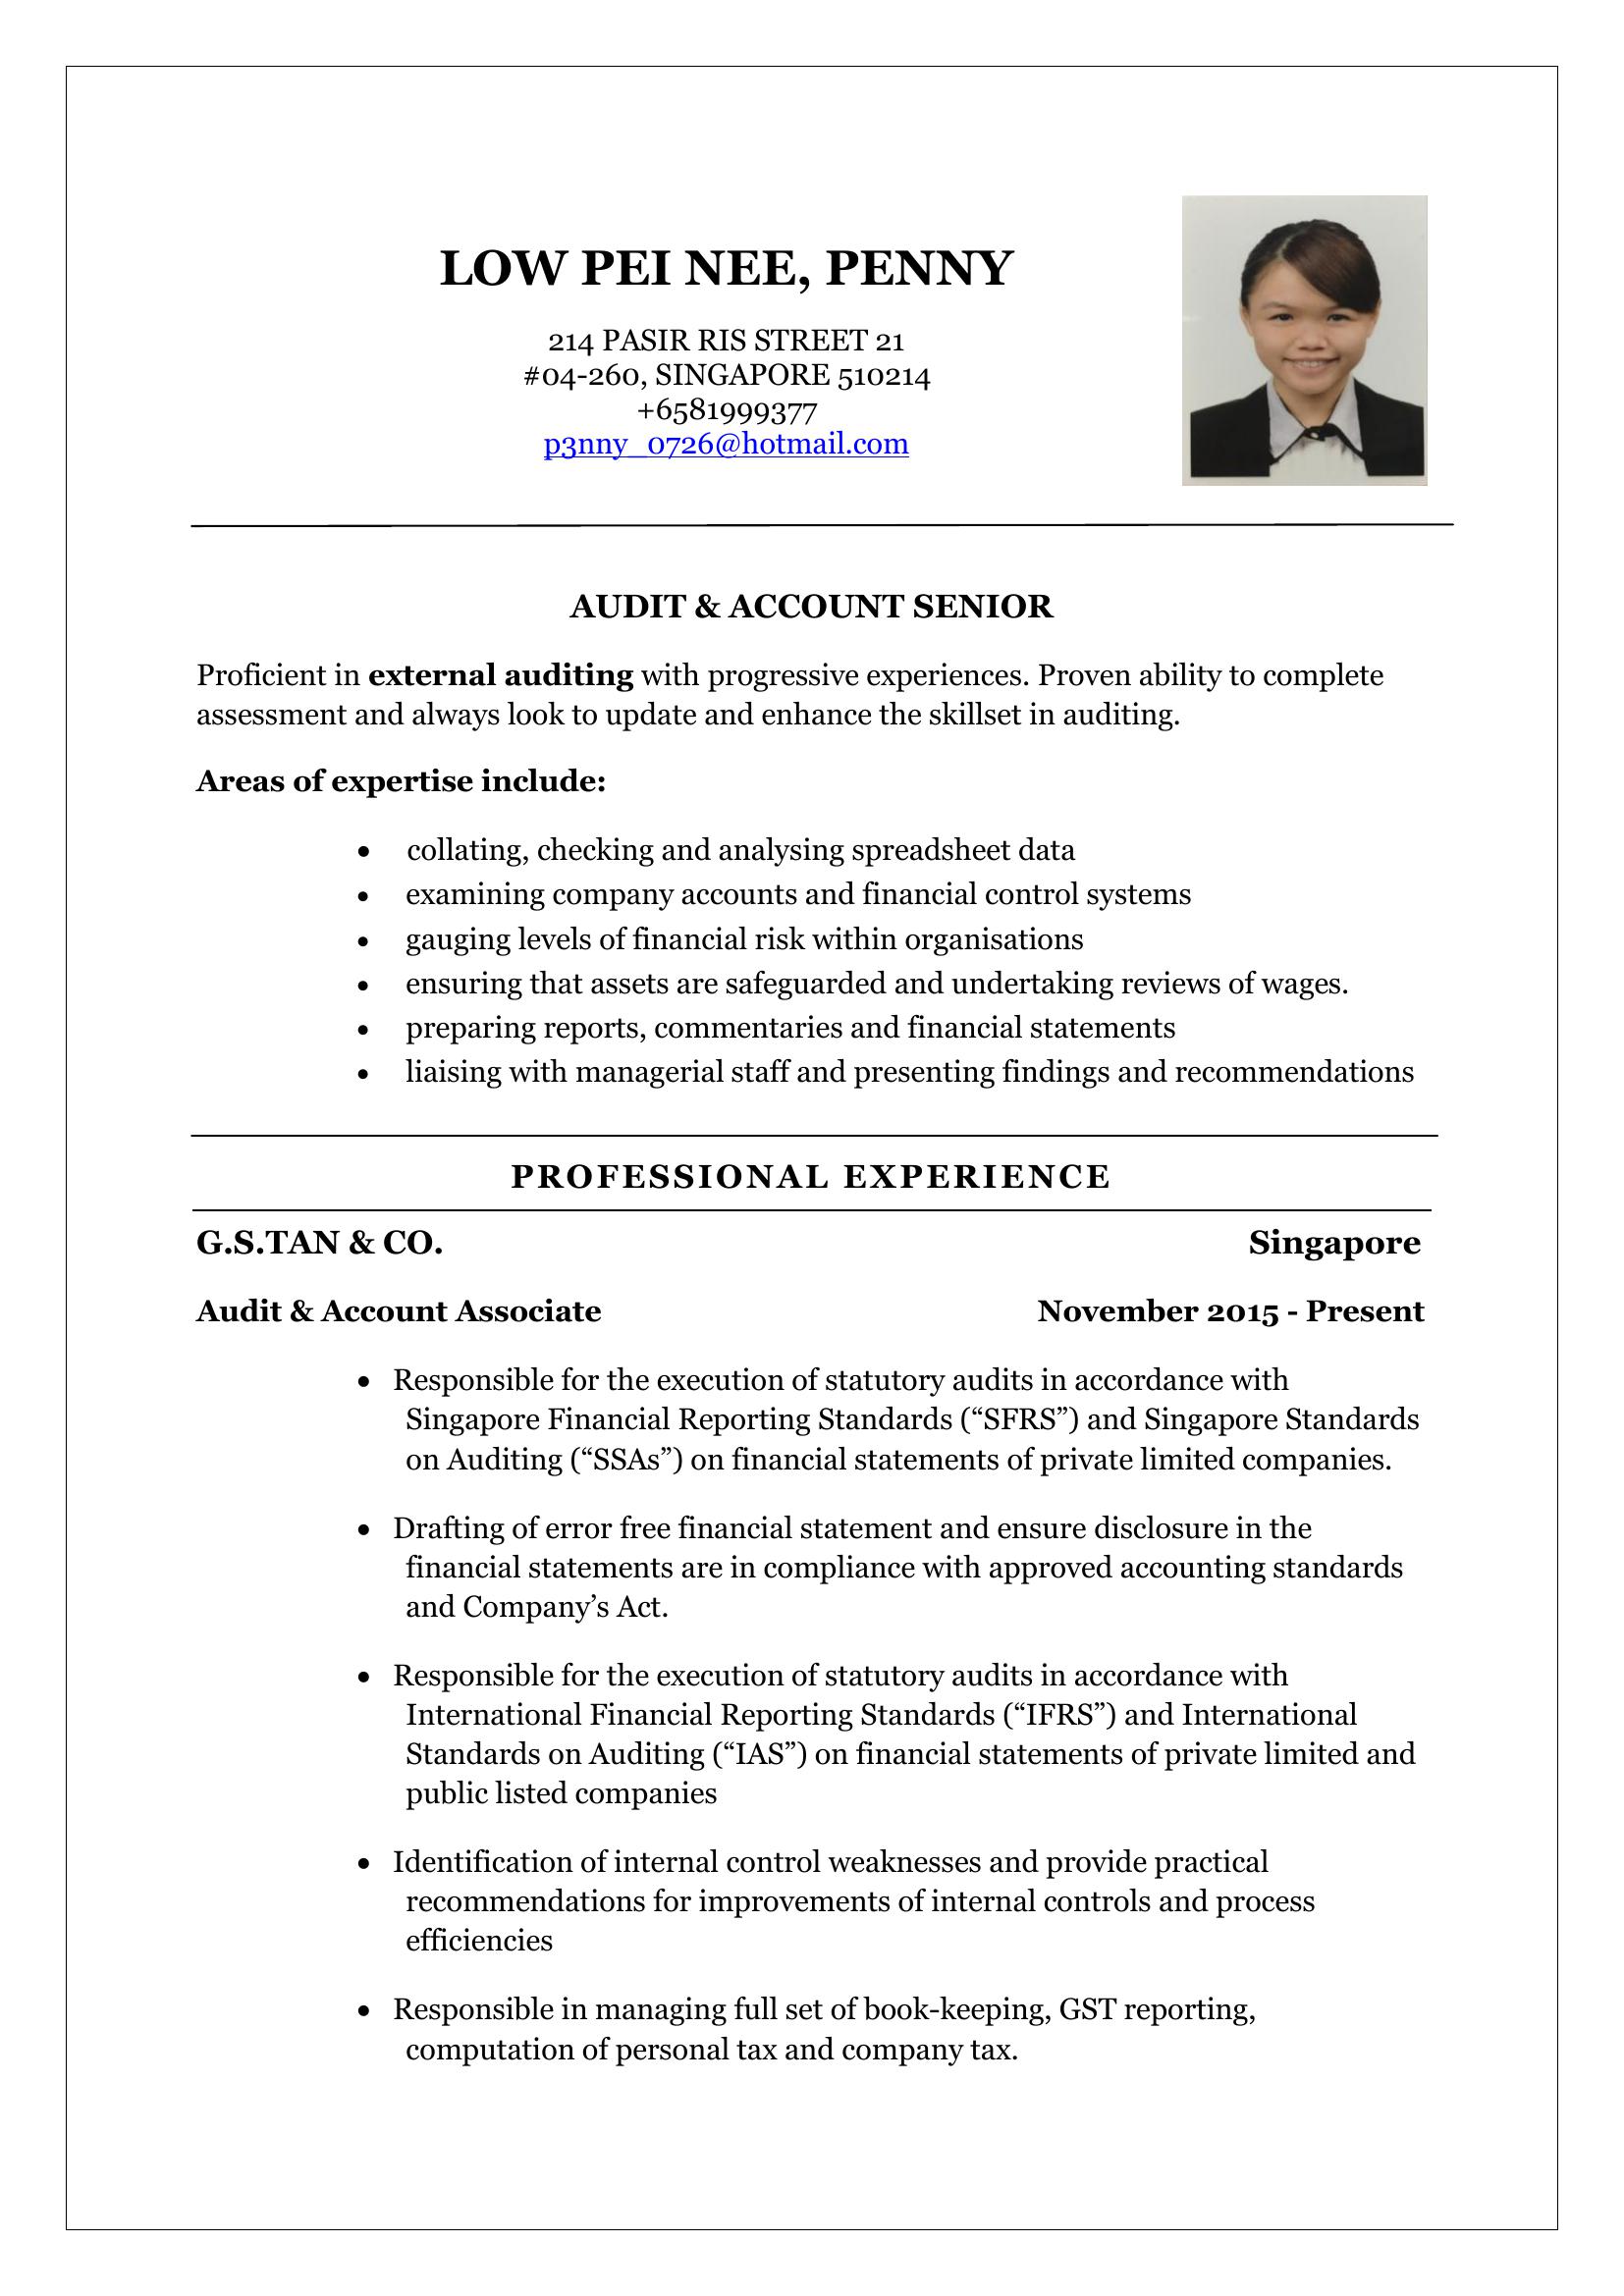 LOW PEI NEE, PENNY
214 PASIR RIS STREET 21
#04-260, SINGAPORE 510214
+6581999377
p3nny_0726@hotmail.com
AUDIT & ACCOUNT SENIOR
Proficient in external auditing with progressive experiences. Proven ability to complete
assessment and always look to update and enhance the skillset in auditing.
Areas of expertise include:
• collating, checking and analysing spreadsheet data
• examining company accounts and financial control systems
• gauging levels of financial risk within organisations
• ensuring that assets are safeguarded and undertaking reviews of wages.
• preparing reports, commentaries and financial statements
• liaising with managerial staff and presenting findings and recommendations
PROFESSIONAL EXPERIENCE
G.S.TAN & CO. Singapore
Audit & Account Associate November 2015 - Present
• Responsible for the execution of statutory audits in accordance with
Singapore Financial Reporting Standards (“SFRS”) and Singapore Standards
on Auditing (“SSAs”) on financial statements of private limited companies.
• Drafting of error free financial statement and ensure disclosure in the
financial statements are in compliance with approved accounting standards
and Company’s Act.
• Responsible for the execution of statutory audits in accordance with
International Financial Reporting Standards (“IFRS”) and International
Standards on Auditing (“IAS”) on financial statements of private limited and
public listed companies
• Identification of internal control weaknesses and provide practical
recommendations for improvements of internal controls and process
efficiencies
• Responsible in managing full set of book-keeping, GST reporting,
computation of personal tax and company tax.